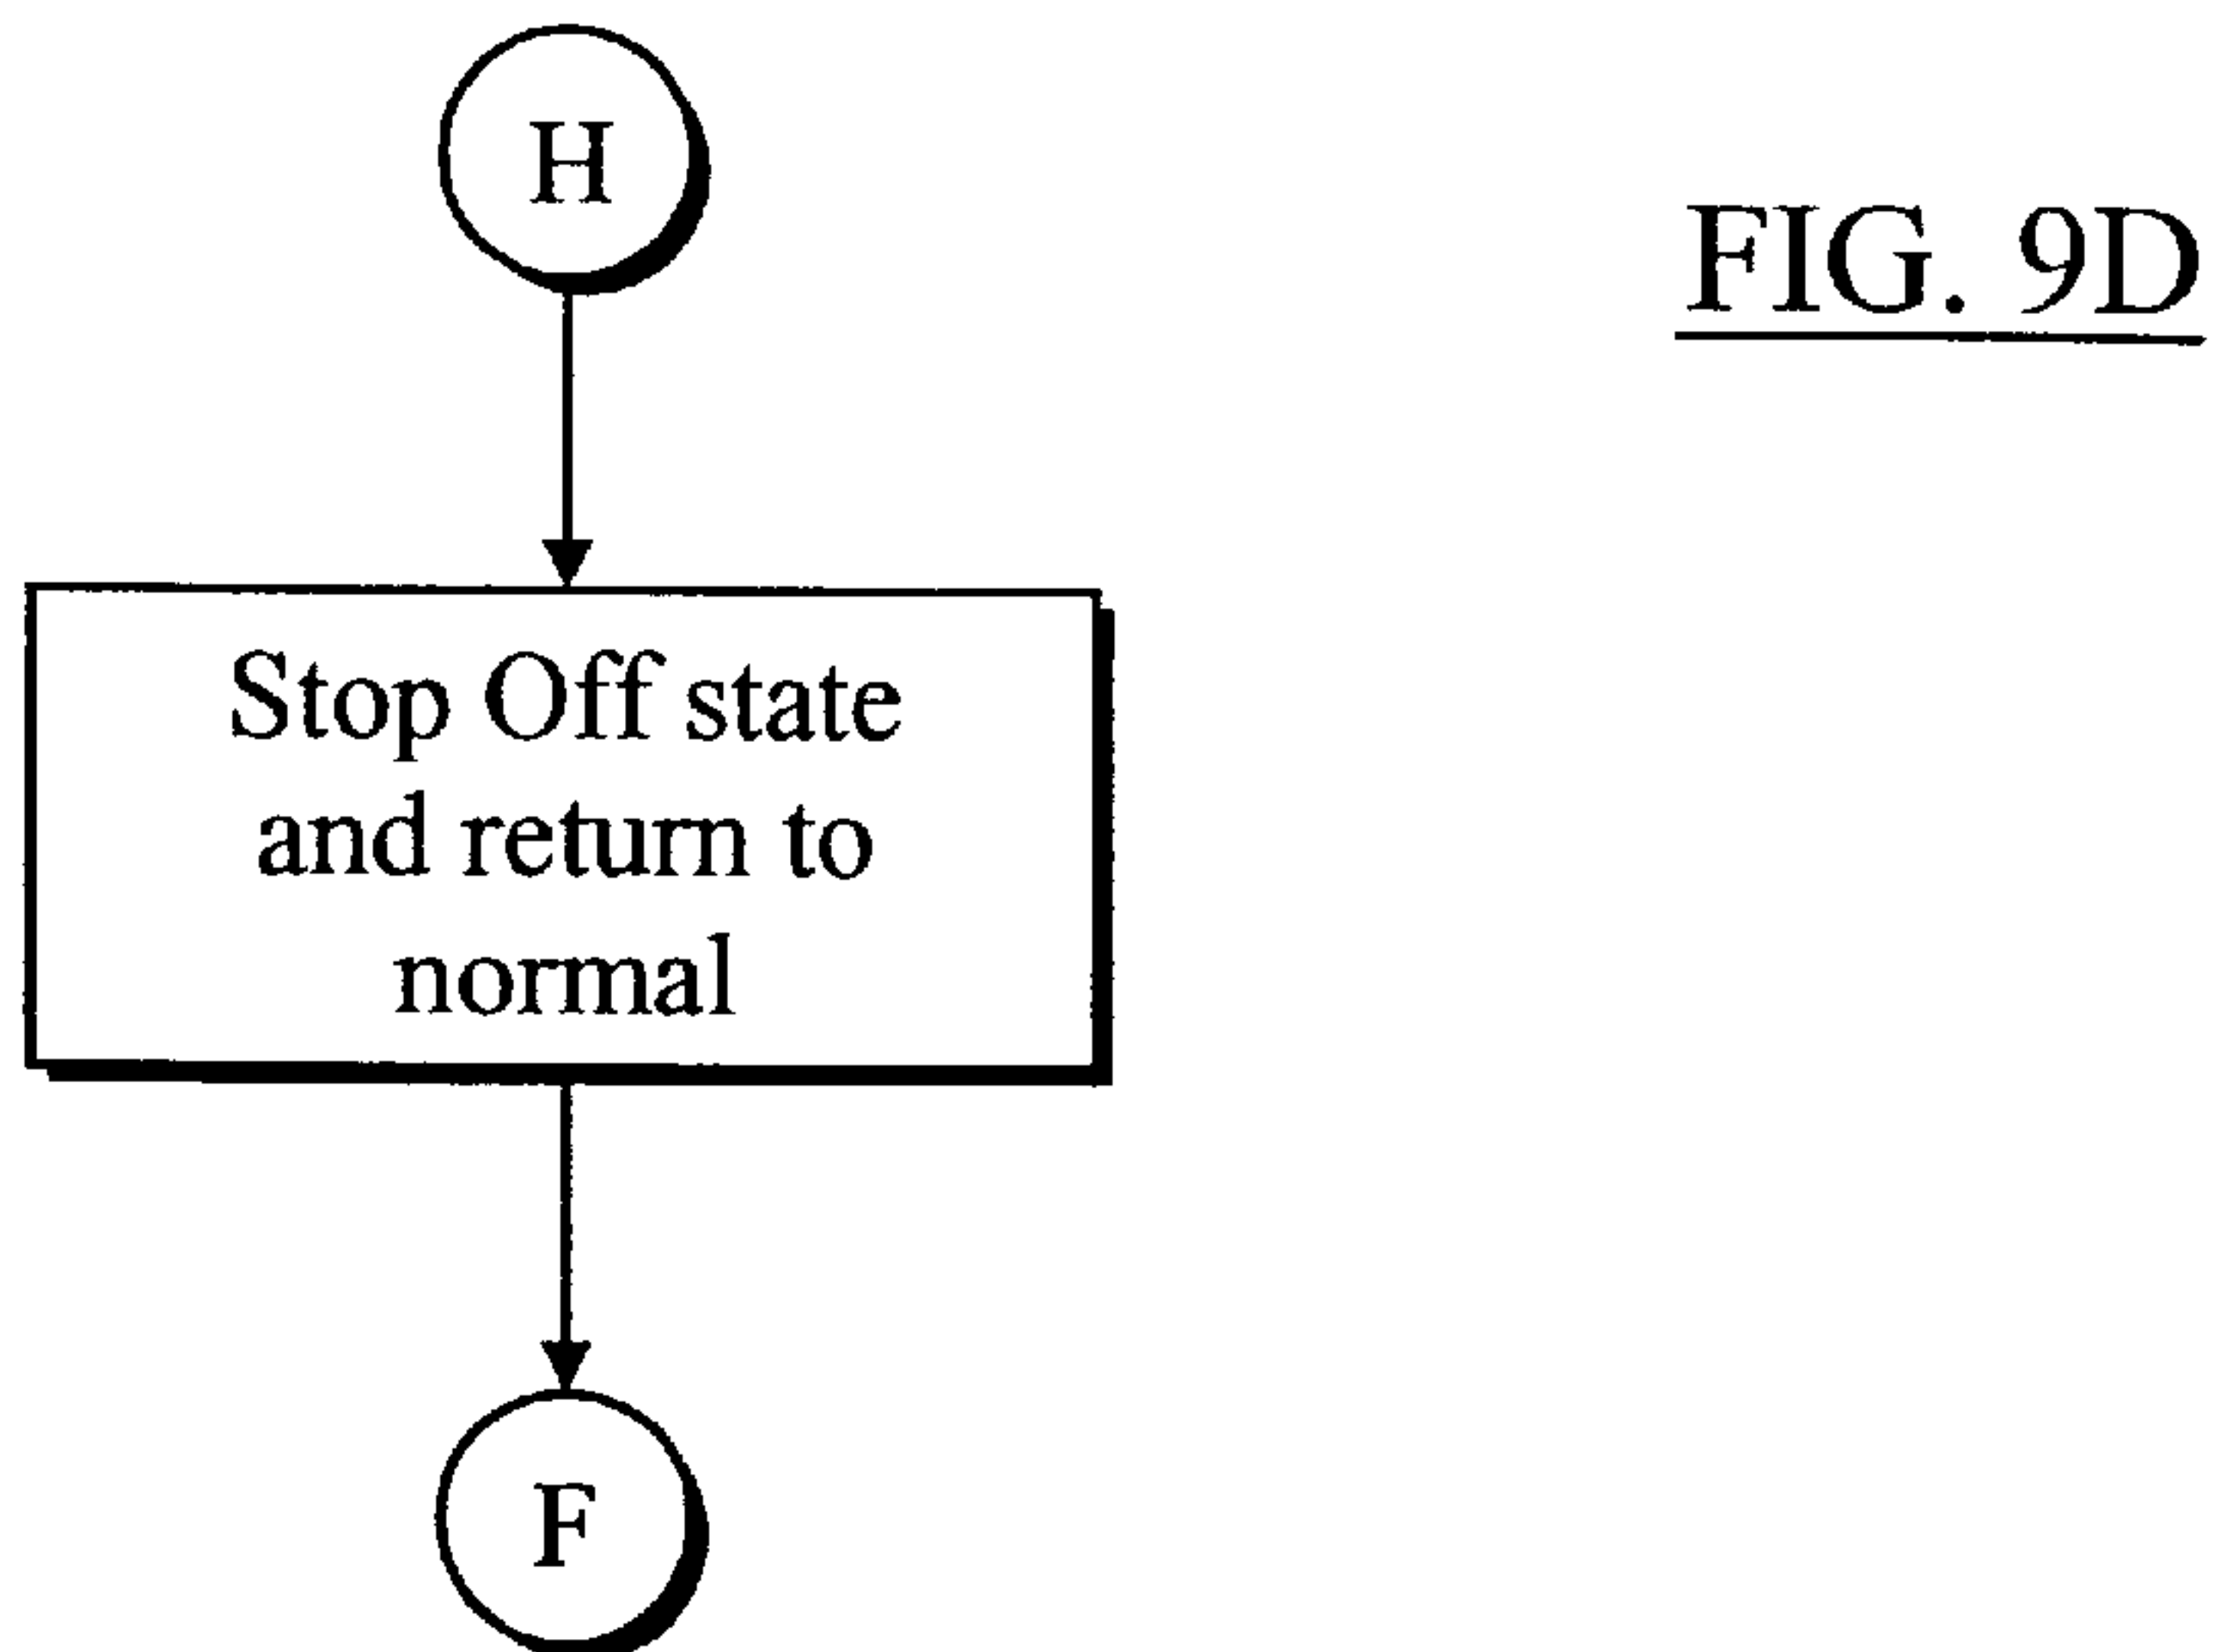 H
FIG. 9D
Stop Off state
and return to
normal
F